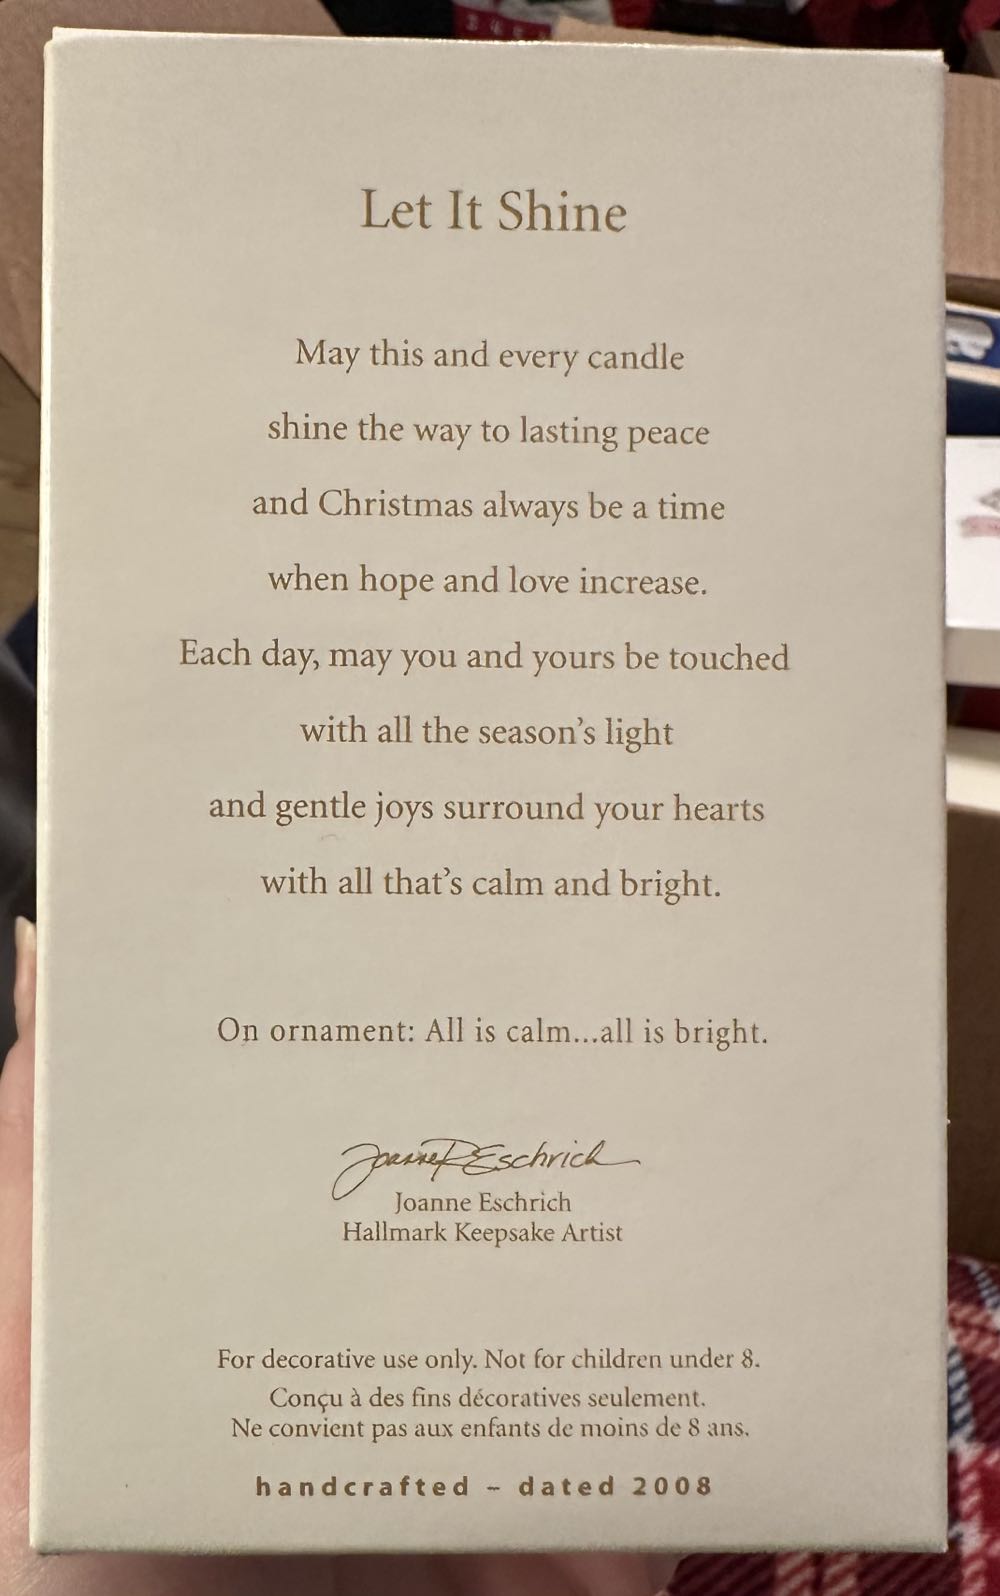 Let It Shine
May this and every candle
shine the way to lasting peace
and Christmas always be a time
when hope and love increase.
Each day, may you and yours be touched
with all the season's light
and gentle joys surround your hearts
with all that's calm and bright.
On ornament: All is calm...all is bright.
Joanne Eschrich
Joanne Eschrich
Hallmark Keepsake Artist
For decorative use only. Not for children under 8.
Conçu à des fins décoratives seulement.
Ne convient pas aux enfants de moins de 8 ans.
handcrafted – dated 2008